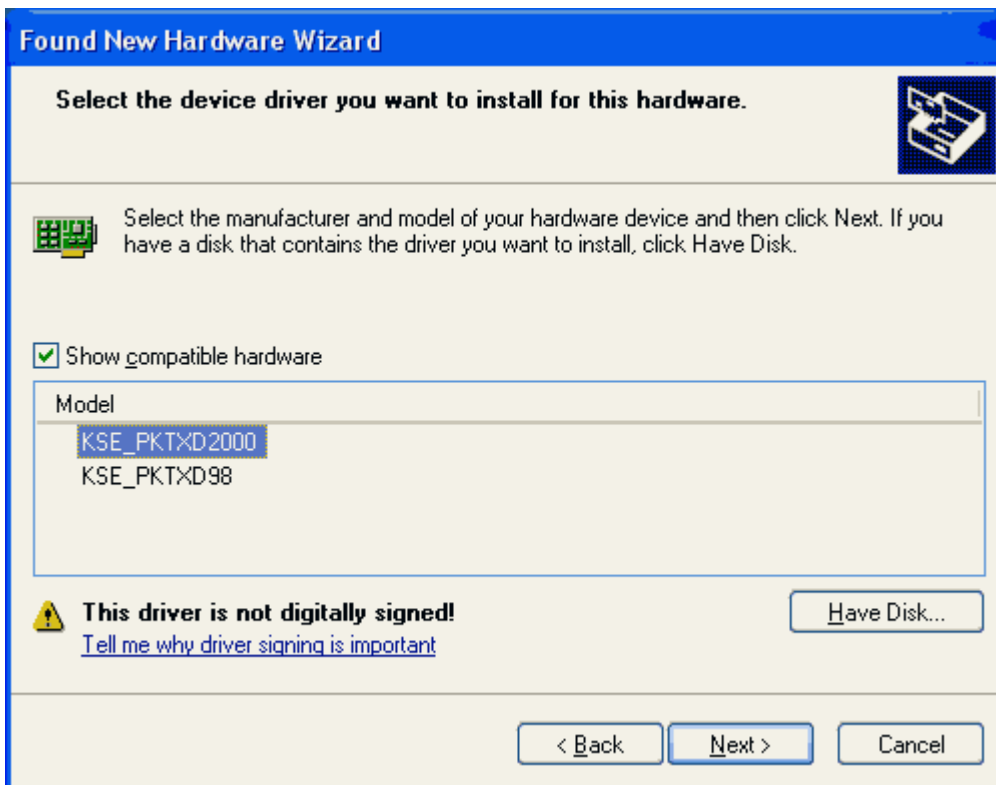 Found New Hardware Wizard
Select the device driver you want to install for this hardware.
Select the manufacturer and model of your hardware device and then click Next. If you
have a disk that contains the driver you want to install, click Have Disk.
Show compatible hardware
Model
KSE_PKTXD2000
KSE_PKTXD98
This driver is not digitally signed!
Have Disk...
Tell me why driver signing is important
< Back
Next >
Cancel